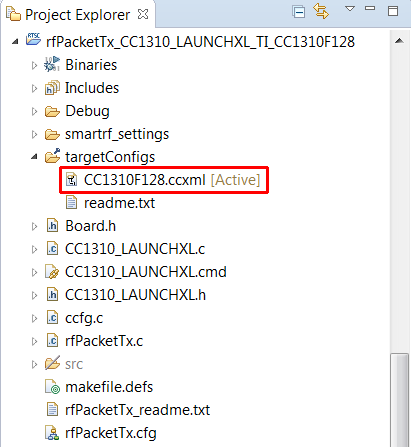 Project Explorer
RTSC
rfPacketTx_CC1310_LAUNCHXL_TI_CC1310F128
Binaries
Includes
Debug
smartrf_settings
targetConfigs
CC1310F128.ccxml [Active]
readme.txt
Board.h
CC1310_LAUNCHXL.c
CC1310_LAUNCHXL.cmd
CC1310_LAUNCHXL.h
ccfg.c
rfPacketTx.c
src
makefile.defs
rfPacketTx_readme.txt
rfPacketTx.cfg